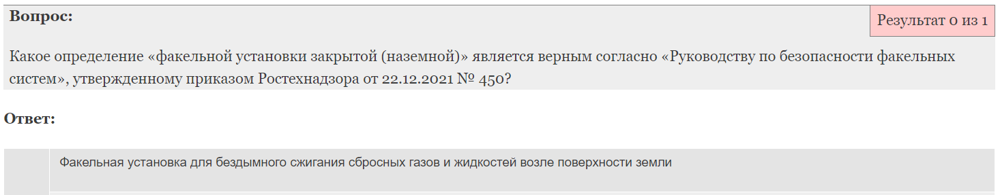 Вопрос:
Результат 0 из 1
Какое определение «факельной установки закрытой (наземной)» является верным согласно «Руководству по безопасности факельных
систем», утвержденному приказом Ростехнадзора от 22.12.2021 № 450?
Ответ:
Факельная установка для бездымного сжигания сбросных газов и жидкостей возле поверхности земли